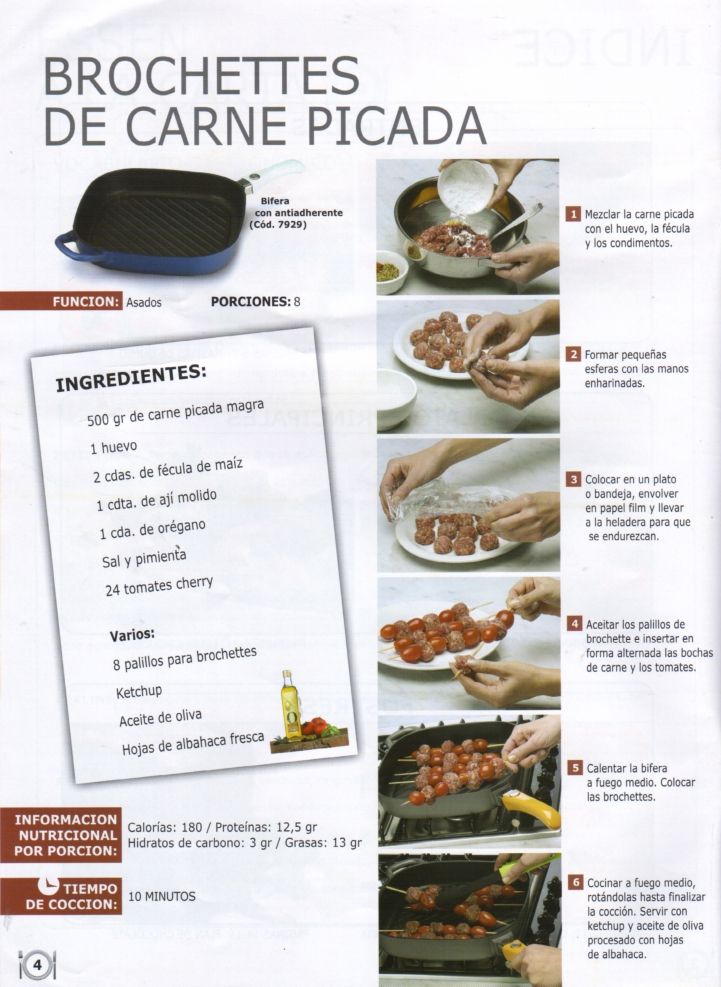 BROCHETTES
DE CARNE PICADA
Bifera
con antiadherente
(Cód. 7929)
FUNCION: Asados
PORCIONES: 8
INGREDIENTES:
500 gr de carne picada magra
1 huevo
2 cdas. de fécula de maíz
1 cdta. de ají molido
1 cda. de orégano
Sal y pimienta
24 tomates cherry
Varios:
8 palillos para brochettes
Ketchup
Aceite de oliva
Hojas de albahaca fresca
INFORMACION
NUTRICIONAL
POR PORCION:
Calorías: 180 / Proteínas: 12,5 gr
Hidratos de carbono: 3 gr / Grasas: 13 gr
TIEMPO
DE COCCION:
10 MINUTOS
1 Mezclar la carne picada
con el huevo, la fécula
y los condimentos.
2 Formar pequeñas
esferas con las manos
enharinadas.
3 Colocar en un plato
o bandeja, envolver
en papel film y llevar
a la heladera para que
se endurezcan.
4 Aceitar los palillos de
brochette e insertar en
forma alternada las bochas
de carne y los tomates.
5 Calentar la bifera
a fuego medio. Colocar
las brochettes.
6 Cocinar a fuego medio,
rotándolas hasta finalizar
la cocción. Servir con
ketchup y aceite de oliva
procesado con hojas
de albahaca.
4
INDICE